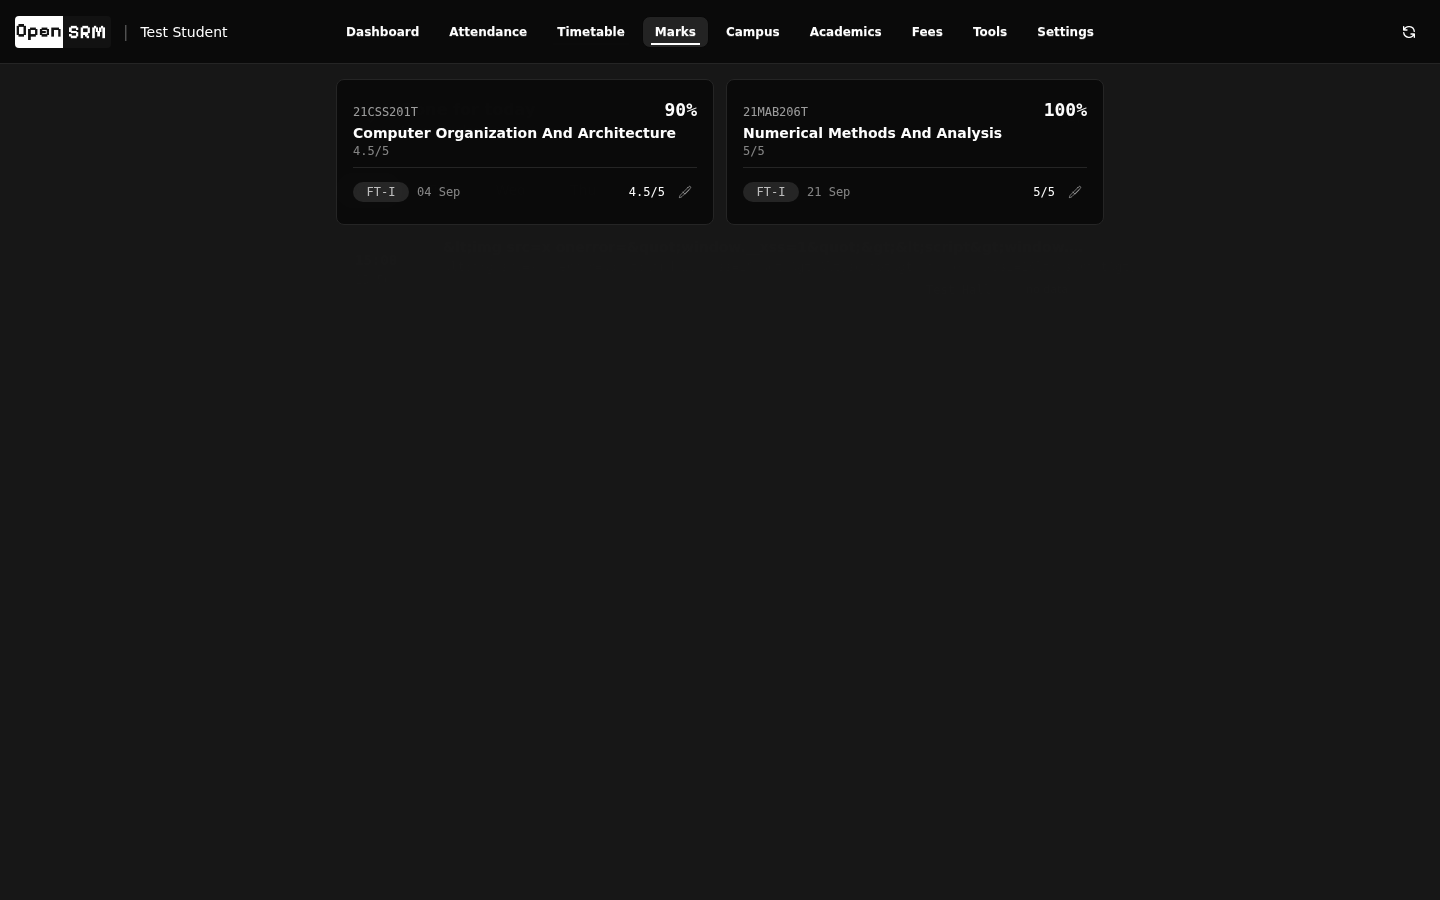 Open SRM | Test Student Dashboard Attendance Timetable Marks Campus Academics Fees Tools Settings
21CSS201T 90%
Computer Organization And Architecture
4.5/5
FT-I 04 Sep 4.5/5
21MAB206T 100%
Numerical Methods And Analysis
5/5
FT-I 21 Sep 5/5